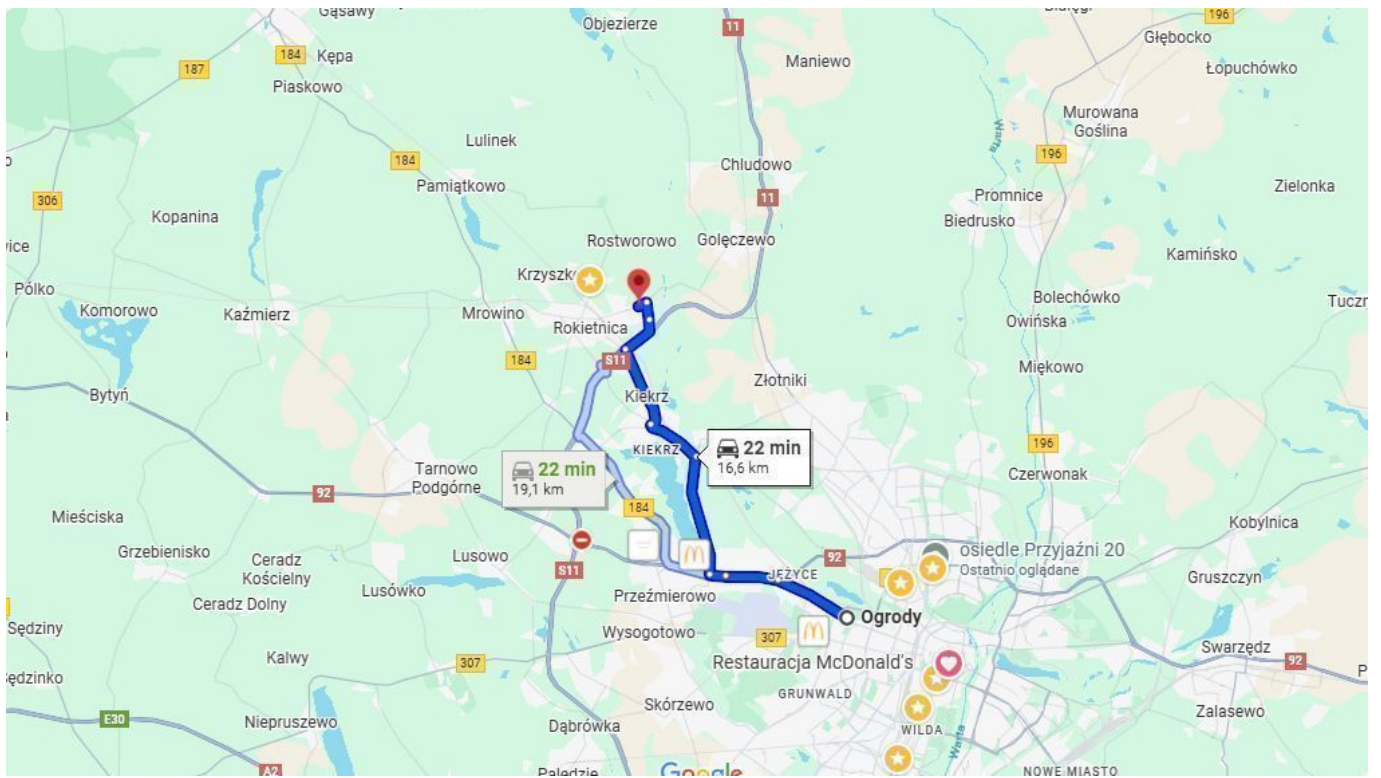 Gąsawy
Objezierze
11
196
Głębocko
184
Kępa
187
Maniewo
Łopuchówko
Piaskowo
Murowana
Goślina
Lulinek
Warta
184
196
Chludowo
Pamiątkowo
Zielonka
306
Kopanina
11
Promnice
Biedrusko
Rostworowo
Golęczewo
Kamińsko
Krzyszk
Pólko
Komorowo
Kaźmierz
Mrowino
Rokietnica
Bolechówko
Owińska
184
S11
Miękowo
Złotniki
Bytyń
Kiekrz
KIEKRZ
22 min
16,6 km
196
Tarnowo
Podgórne
22 min
19,1 km
Czerwonak
92
184
Mieściska
Kobylnica
Grzebienisko
Lusowo
92
osiedle Przyjaźni 20
Ostatnio oglądane
Ceradz
Kościelny
S11
JEŻYCE
Gruszczyn
Lusówko
Przeźmierowo
Ceradz Dolny
Ogrody
Sędziny
Wysogotowo
307
Swarzędz
Kalwy
307
Restauracja McDonald's
92
GRUNWALD
Skórzewo
Zalasewo
E30
Niepruszewo
Dąbrówka
WILDA
Warta
A2
Palędzie
Google
NOWE MIASTO